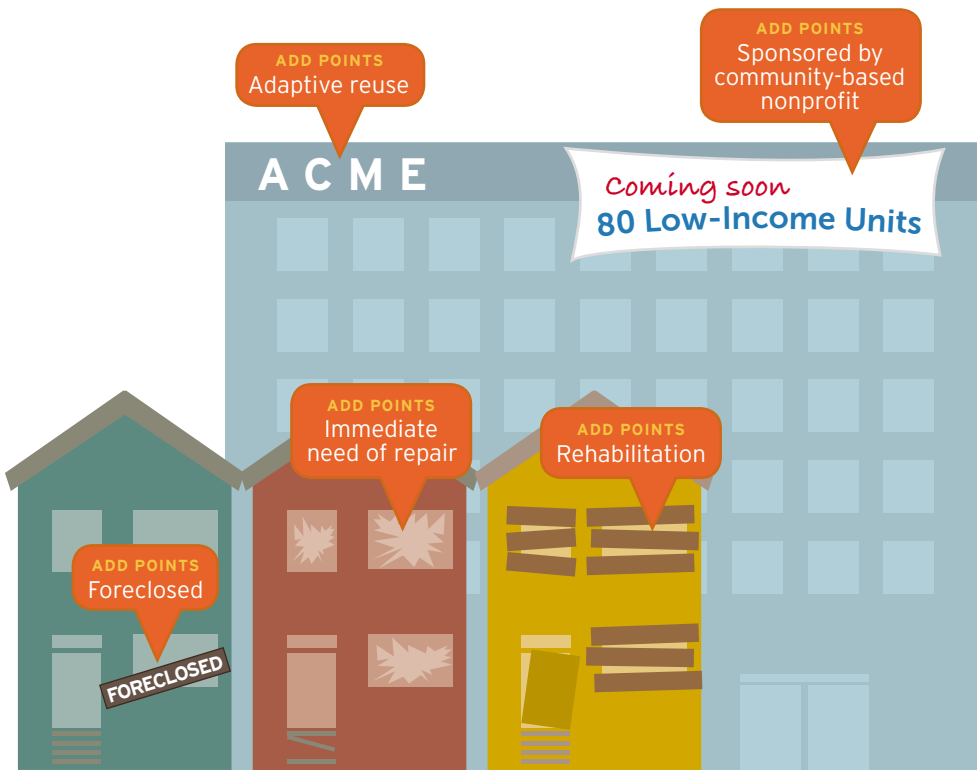 ADD POINTS
Adaptive reuse
ADD POINTS
Sponsored by
community-based
nonprofit
ACME
Coming soon
80 Low-Income Units
ADD POINTS
Immediate
need of repair
ADD POINTS
Rehabilitation
ADD POINTS
Foreclosed
FORECLOSED